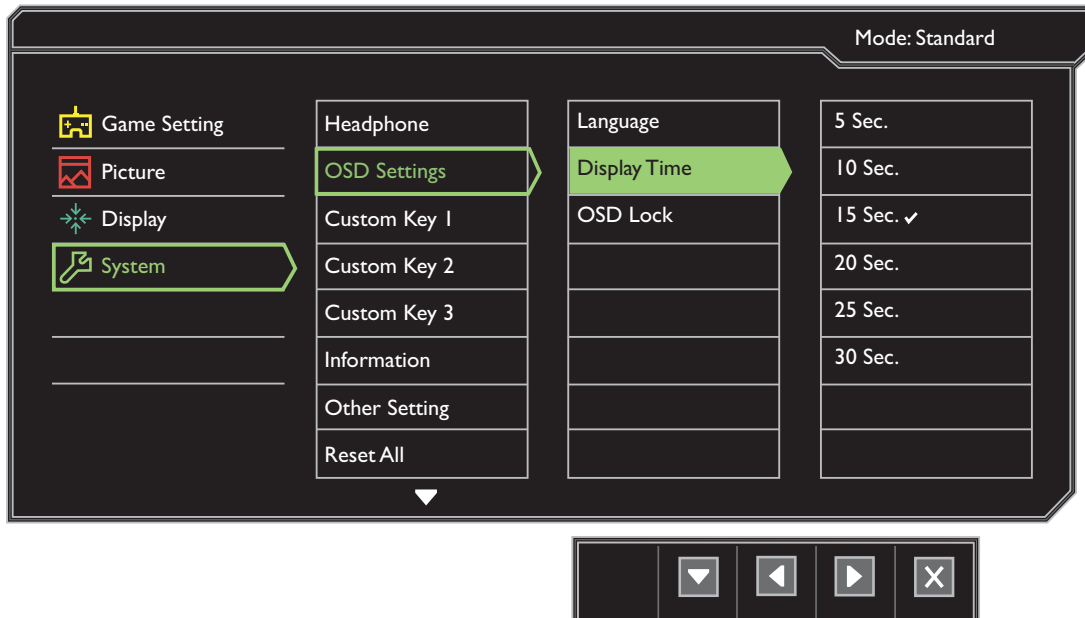 Mode: Standard
Game Setting
Picture
Display
System
Headphone
OSD Settings
Custom Key 1
Custom Key 2
Custom Key 3
Information
Other Setting
Reset All
Language
Display Time
OSD Lock
5 Sec.
10 Sec.
15 Sec. ✓
20 Sec.
25 Sec.
30 Sec.